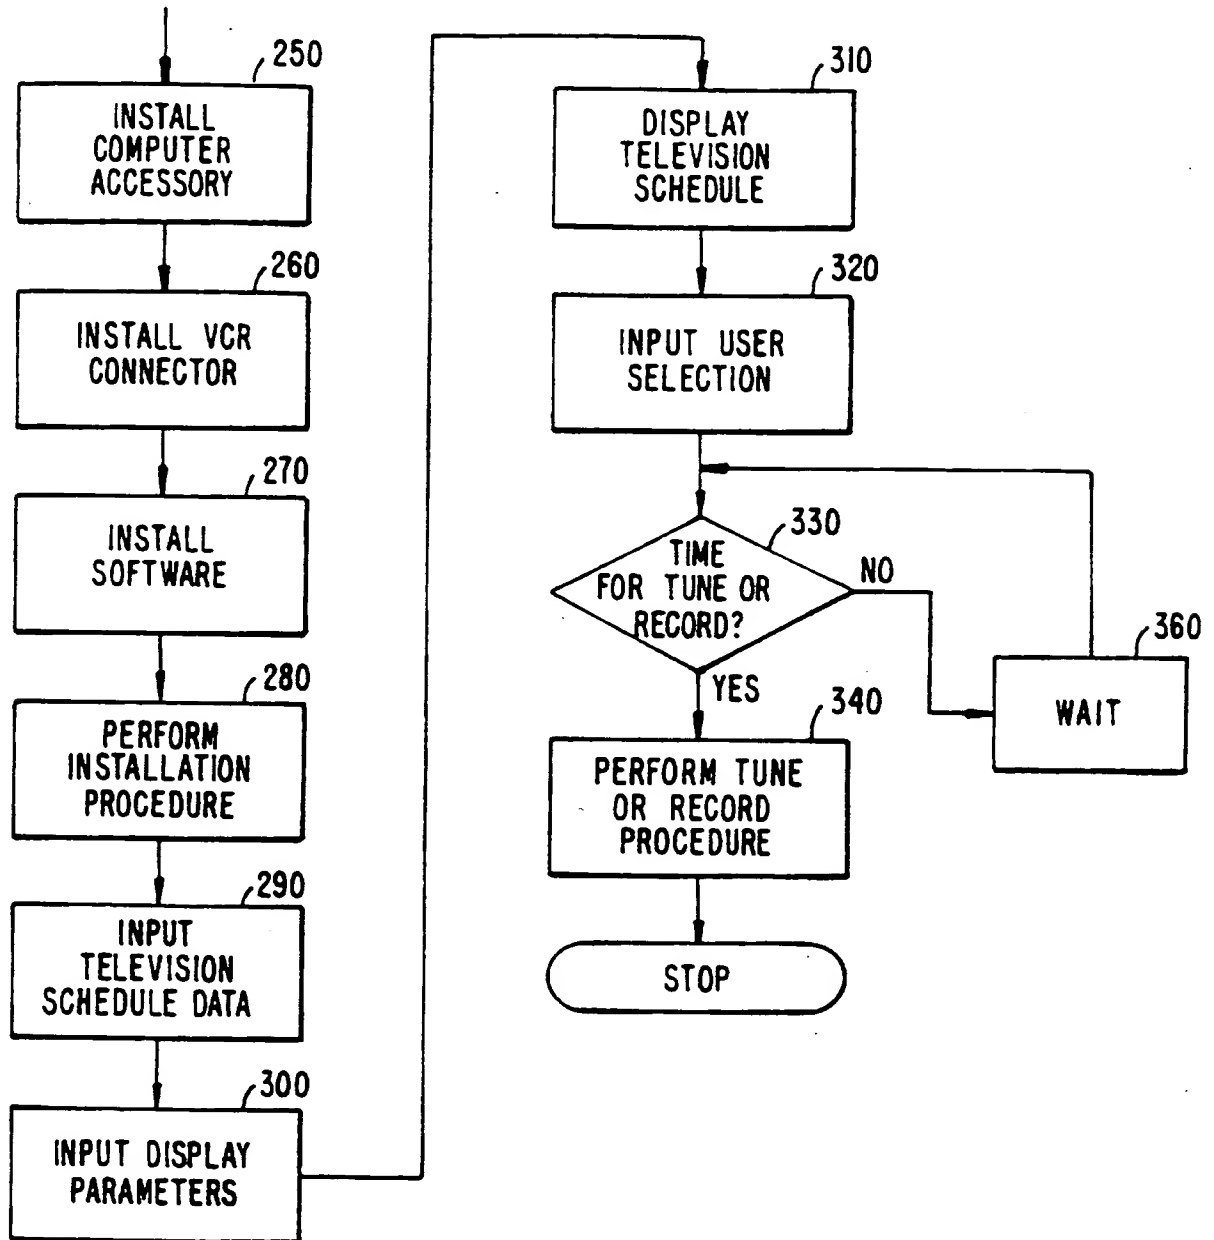 250
INSTALL
COMPUTER
ACCESSORY
260
INSTALL VCR
CONNECTOR
270
INSTALL
SOFTWARE
280
PERFORM
INSTALLATION
PROCEDURE
290
INPUT
TELEVISION
SCHEDULE DATA
300
INPUT DISPLAY
PARAMETERS
310
DISPLAY
TELEVISION
SCHEDULE
320
INPUT USER
SELECTION
330
TIME
FOR TUNE OR
RECORD?
NO
YES
360
WAIT
340
PERFORM TUNE
OR RECORD
PROCEDURE
STOP